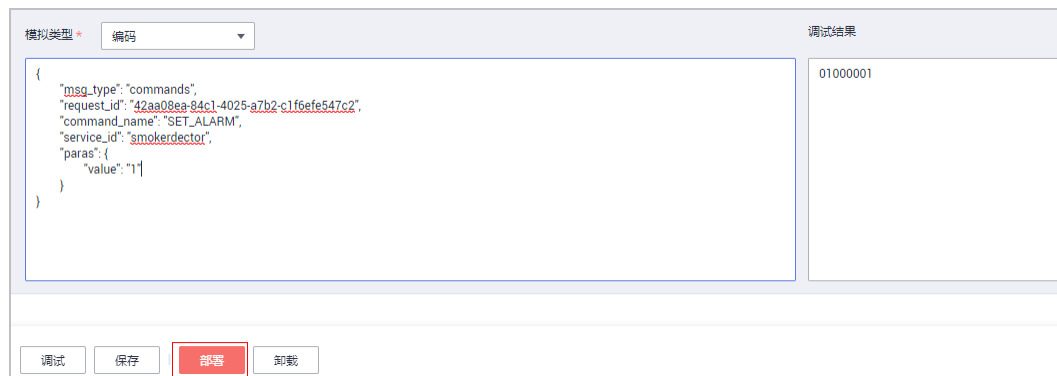 模拟类型 * 编码
调试结果
{
"msg_type": "commands",
"request_id": "42aa08ea-84c1-4025-a7b2-c1f6efe547c2",
"command_name": "SET_ALARM",
"service_id": "smokerdector",
"paras": {
"value": "1"
}
}
01000001
调试 保存 部署 卸载